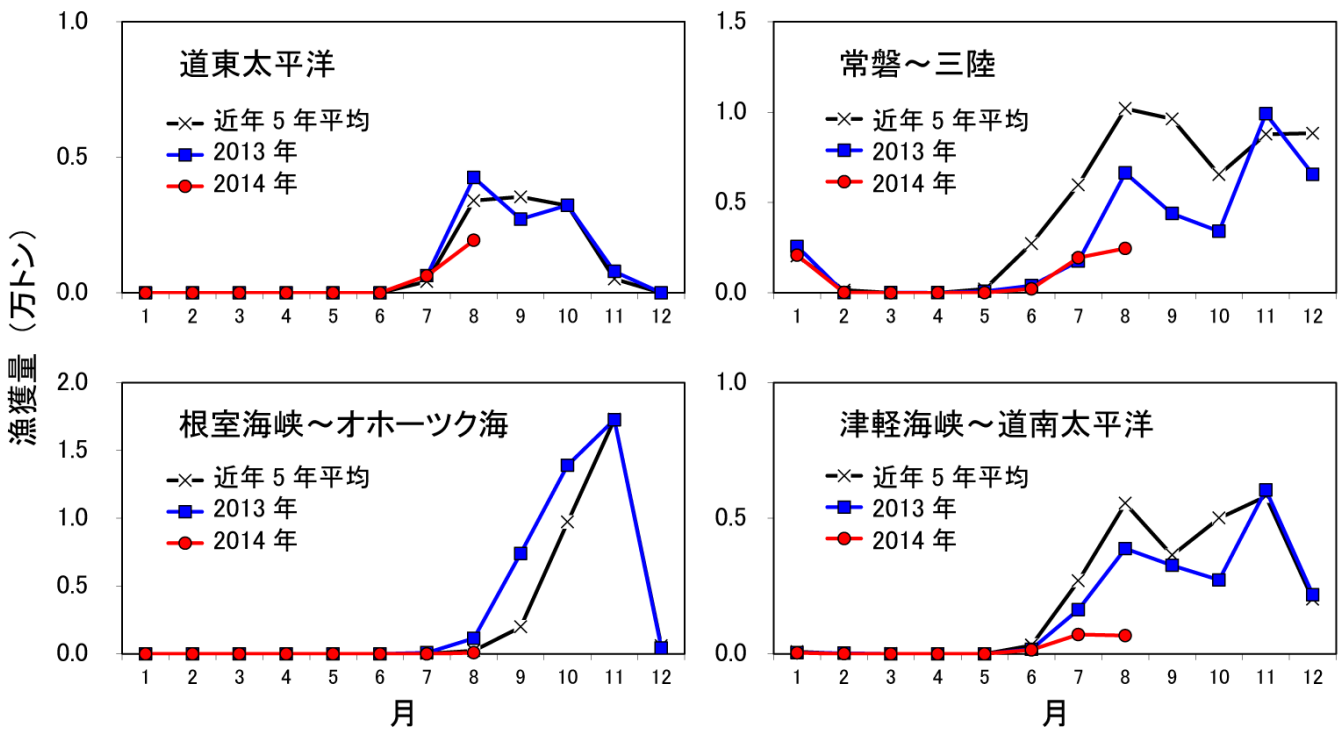 漁獲量（万トン）
1.0
0.5
0.0
道東太平洋
近年 5 年平均
2013 年
2014 年
1 2 3 4 5 6 7 8 9 10 11 12
1.5
1.0
0.5
0.0
常磐～三陸
近年 5 年平均
2013 年
2014 年
1 2 3 4 5 6 7 8 9 10 11 12
2.0
1.5
1.0
0.5
0.0
根室海峡～オホーツク海
近年 5 年平均
2013 年
2014 年
1 2 3 4 5 6 7 8 9 10 11 12
月
1.0
0.5
0.0
津軽海峡～道南太平洋
近年 5 年平均
2013 年
2014 年
1 2 3 4 5 6 7 8 9 10 11 12
月